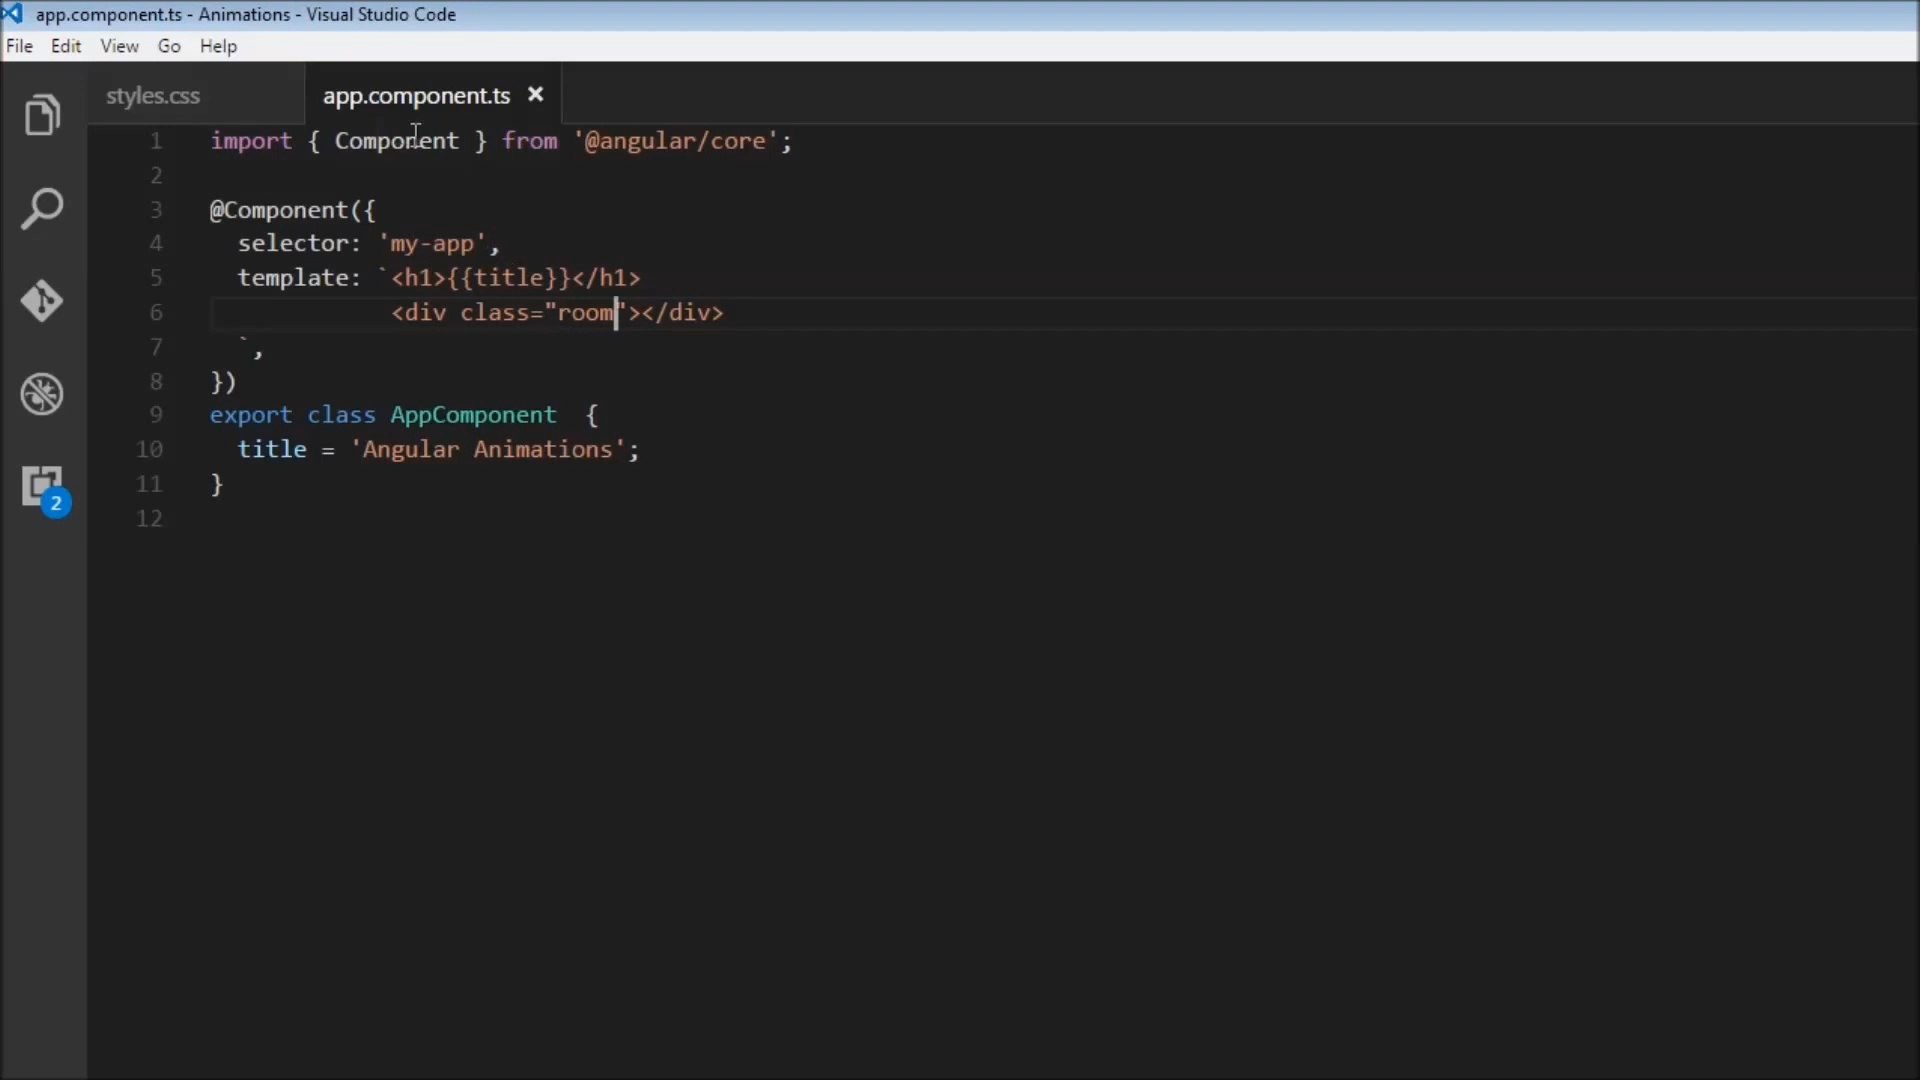 app.component.ts - Animations - Visual Studio Code
File Edit View Go Help
styles.css app.component.ts ×
1 import { Component } from '@angular/core';
2
3 @Component({
4 selector: 'my-app',
5 template: `<h1>{{title}}</h1>
6 <div class="room"></div>
7 `,
8 })
9 export class AppComponent {
10 title = 'Angular Animations';
11 }
12
2